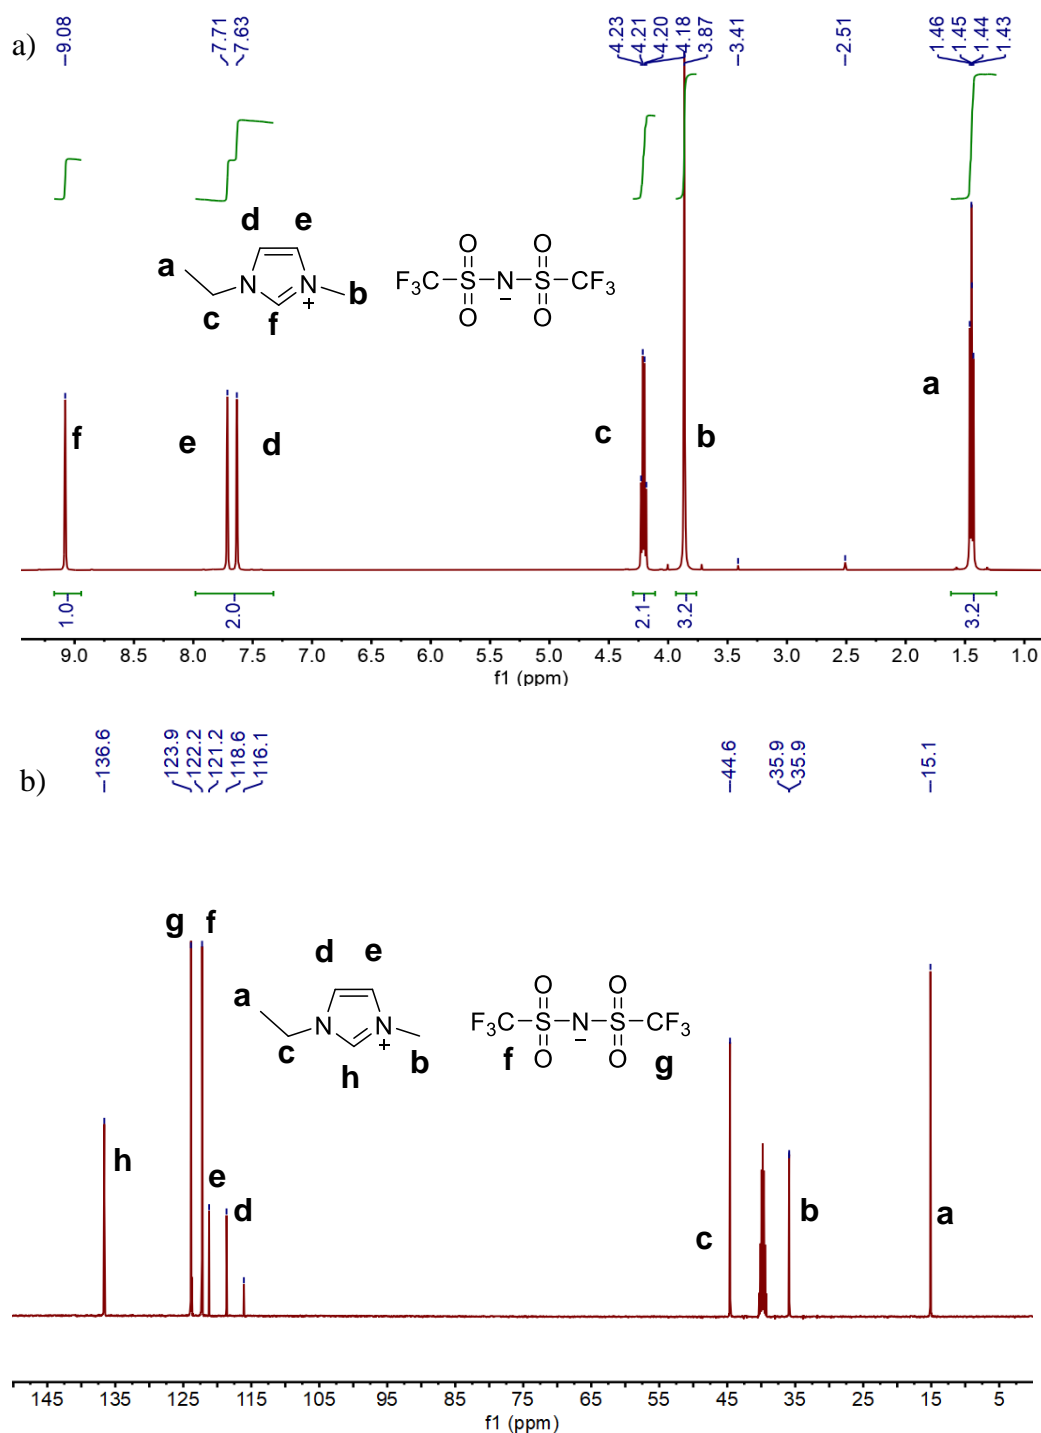 a)
9.08
7.71
7.63
4.23
4.21
4.20
4.18
3.87
3.41
2.51
1.46
1.45
1.44
1.43
d e
a
N N
+
b
c
f
O O
F3C S N S CF3
−
O O
f
e
d
c
b
a
1.0
2.0
2.1
3.2
3.2
9.0 8.5 8.0 7.5 7.0 6.5 6.0 5.5 5.0 4.5 4.0 3.5 3.0 2.5 2.0 1.5 1.0
f1 (ppm)
b)
136.6
123.9
122.2
121.2
118.6
116.1
44.6
35.9
35.9
15.1
g f
d e
a
N N
+
c
b
h
O O
F3C S N S CF3
−
O O
f
g
h
e
d
c
b
a
145 135 125 115 105 95 85 75 65 55 45 35 25 15 5
f1 (ppm)